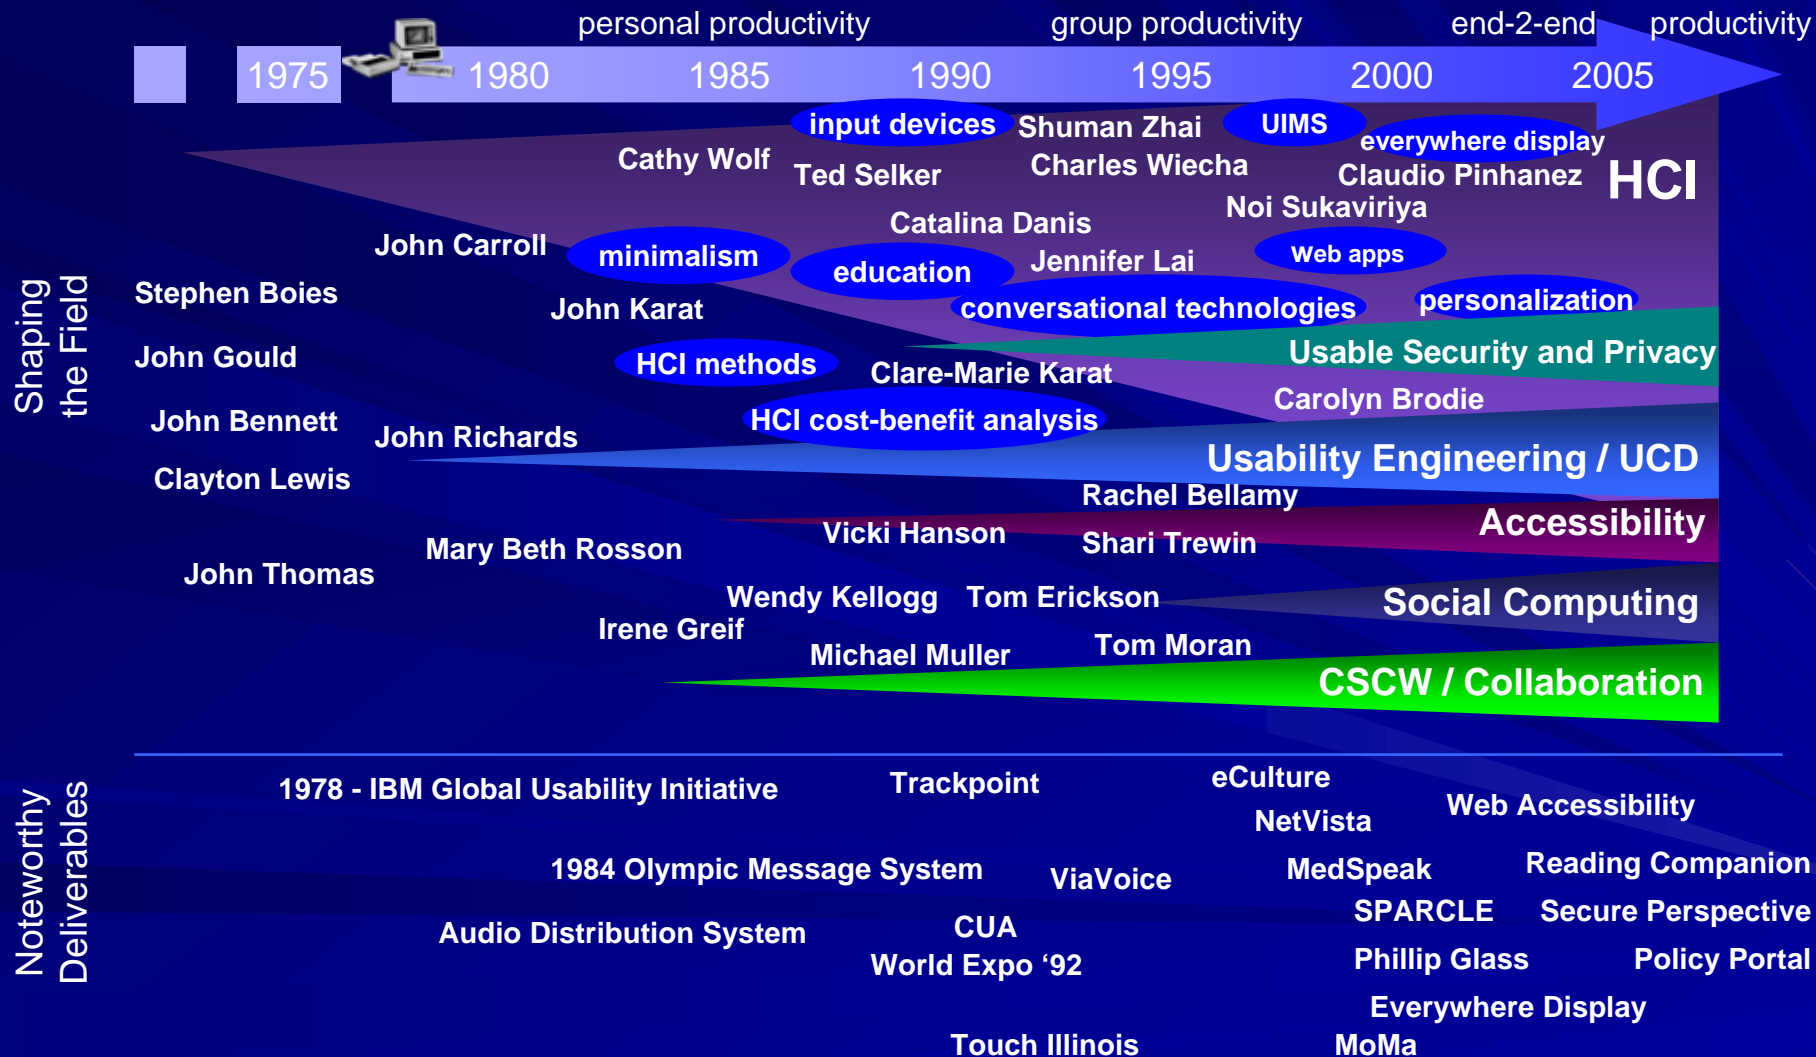 personal productivity group productivity end-2-end productivity
1975 1980 1985 1990 1995 2000 2005
input devices Shuman Zhai UIMS everywhere display
Cathy Wolf Ted Selker Charles Wiecha Claudio Pinhanez HCI
Catalina Danis Noi Sukaviriya
John Carroll minimalism education Jennifer Lai Web apps
Shaping
the Field
Stephen Boies John Karat conversational technologies personalization
John Gould HCI methods Clare-Marie Karat Usable Security and Privacy
Carolyn Brodie
John Bennett John Richards HCI cost-benefit analysis
Clayton Lewis Usability Engineering / UCD
Rachel Bellamy
Mary Beth Rosson Vicki Hanson Shari Trewin Accessibility
John Thomas
Wendy Kellogg Tom Erickson Social Computing
Irene Greif Michael Muller Tom Moran
CSCW / Collaboration
Noteworthy
Deliverables
1978 - IBM Global Usability Initiative Trackpoint eCulture
NetVista Web Accessibility
1984 Olympic Message System ViaVoice MedSpeak Reading Companion
SPARCLE Secure Perspective
Audio Distribution System CUA
World Expo ‘92 Phillip Glass Policy Portal
Everywhere Display
Touch Illinois MoMa